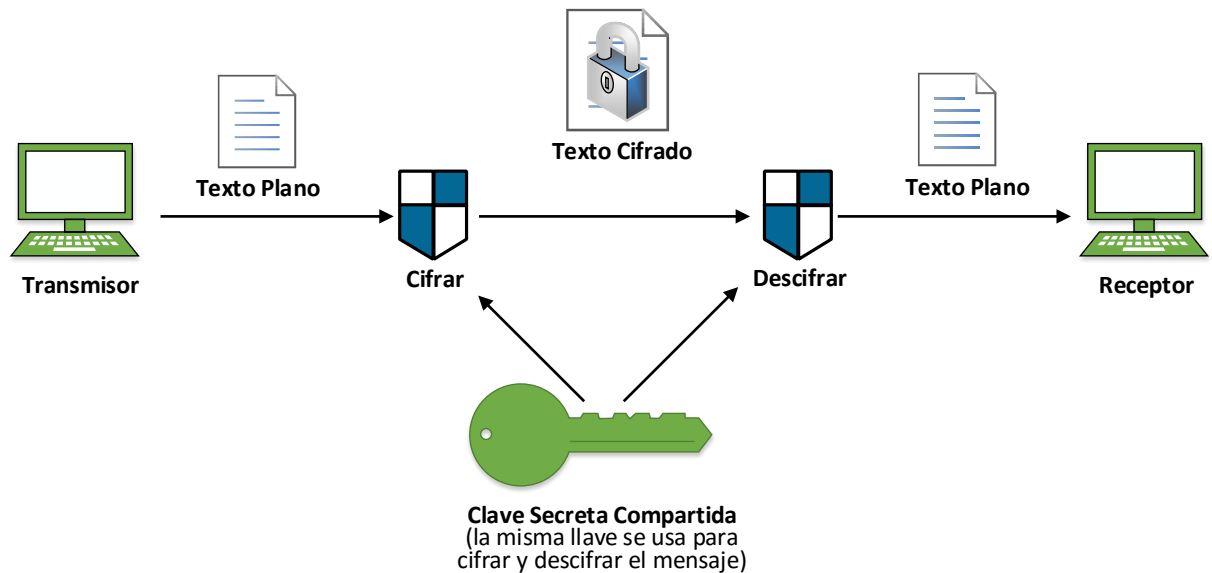 Texto Cifrado
Texto Plano
Texto Plano
Transmisor
Cifrar
Descifrar
Receptor
Clave Secreta Compartida
(la misma llave se usa para
cifrar y descifrar el mensaje)